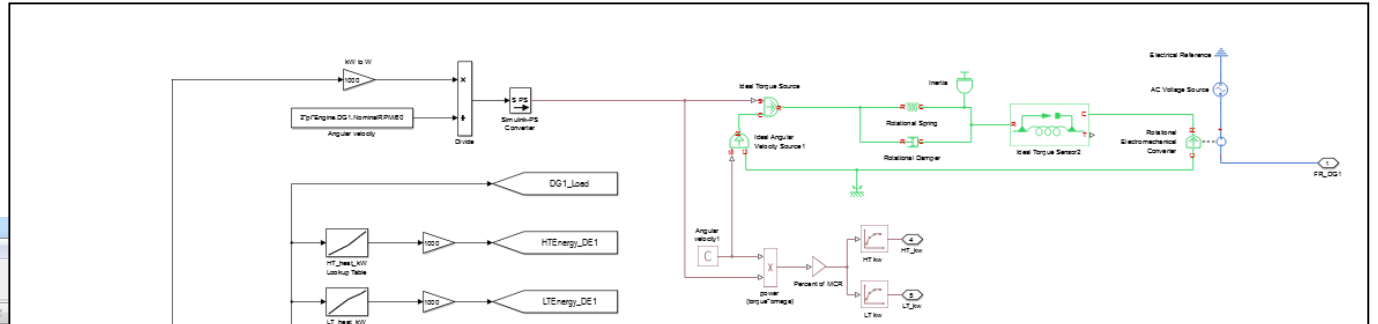 kW to W
1000
2*pi*Engine.DG1.NominalRPM/60
Angular velocity
Divide
S PS
Simulink-PS
Converter
Ideal Torque Source
S
R
C
Ideal Angular
Velocity Source1
R
S
C
Inertia
R C
Rotational Spring
R C
Rotational Damper
R
C
T
Ideal Torque Sensor2
Electrical Reference
AC Voltage Source
Rotational
Electromechanical
Converter
R
C
1
FR_DG1
DG1_Load
HT_heat_kW
Lookup Table
1000
HTEnergy_DE1
LT_heat_kW
1000
LTEnergy_DE1
Angular
velocity1
C
X
power
(torque*omega)
Percent of MCR
HT kw
4
HT_kw
LT kw
5
LT_kw